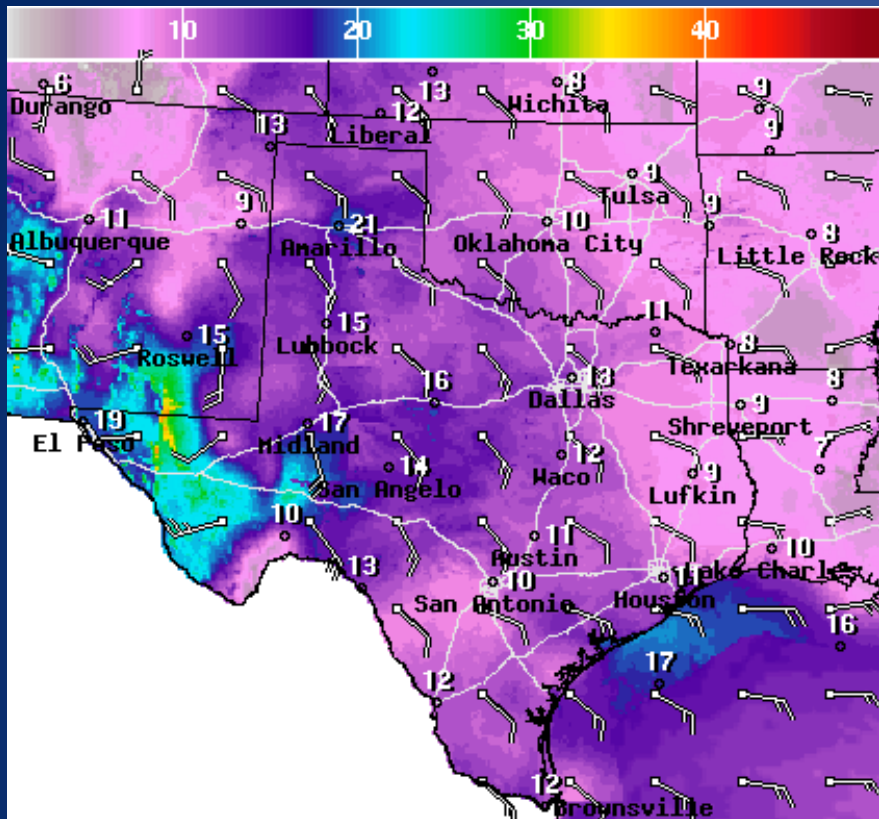 10 20 30 40
6
Durango
13
8
Wichita
9
12
Liberal
13
9
9
Tulsa
11
Albuquerque
9
21
Amarillo
10
Oklahoma City
9
Little Rock
15
Roswell
15
Lubbock
11
Texarkana
13
Dallas
8
16
9
Shreveport
19
El Paso
17
Midland
14
San Angelo
12
Waco
9
Lufkin
7
10
11
Austin
10
Lake Charles
13
10
San Antonio
Houston
16
17
12
12
Brownsville